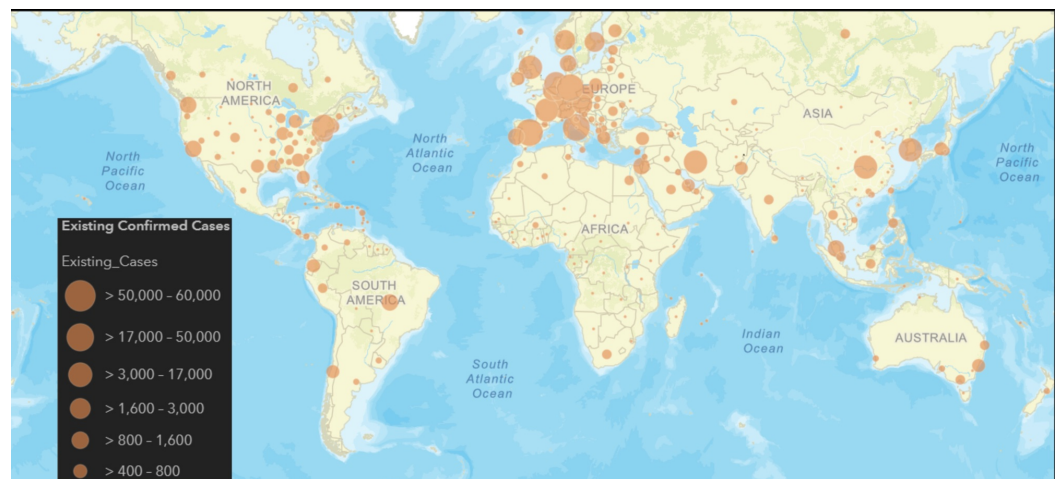 NORTH
AMERICA
EUROPE
ASIA
North
Pacific
Ocean
North
Atlantic
Ocean
North
Pacific
Ocean
AFRICA
SOUTH
AMERICA
Indian
Ocean
AUSTRALIA
South
Atlantic
Ocean
Existing Confirmed Cases
Existing_Cases
> 50,000 - 60,000
> 17,000 - 50,000
> 3,000 - 17,000
> 1,600 - 3,000
> 800 - 1,600
> 400 - 800